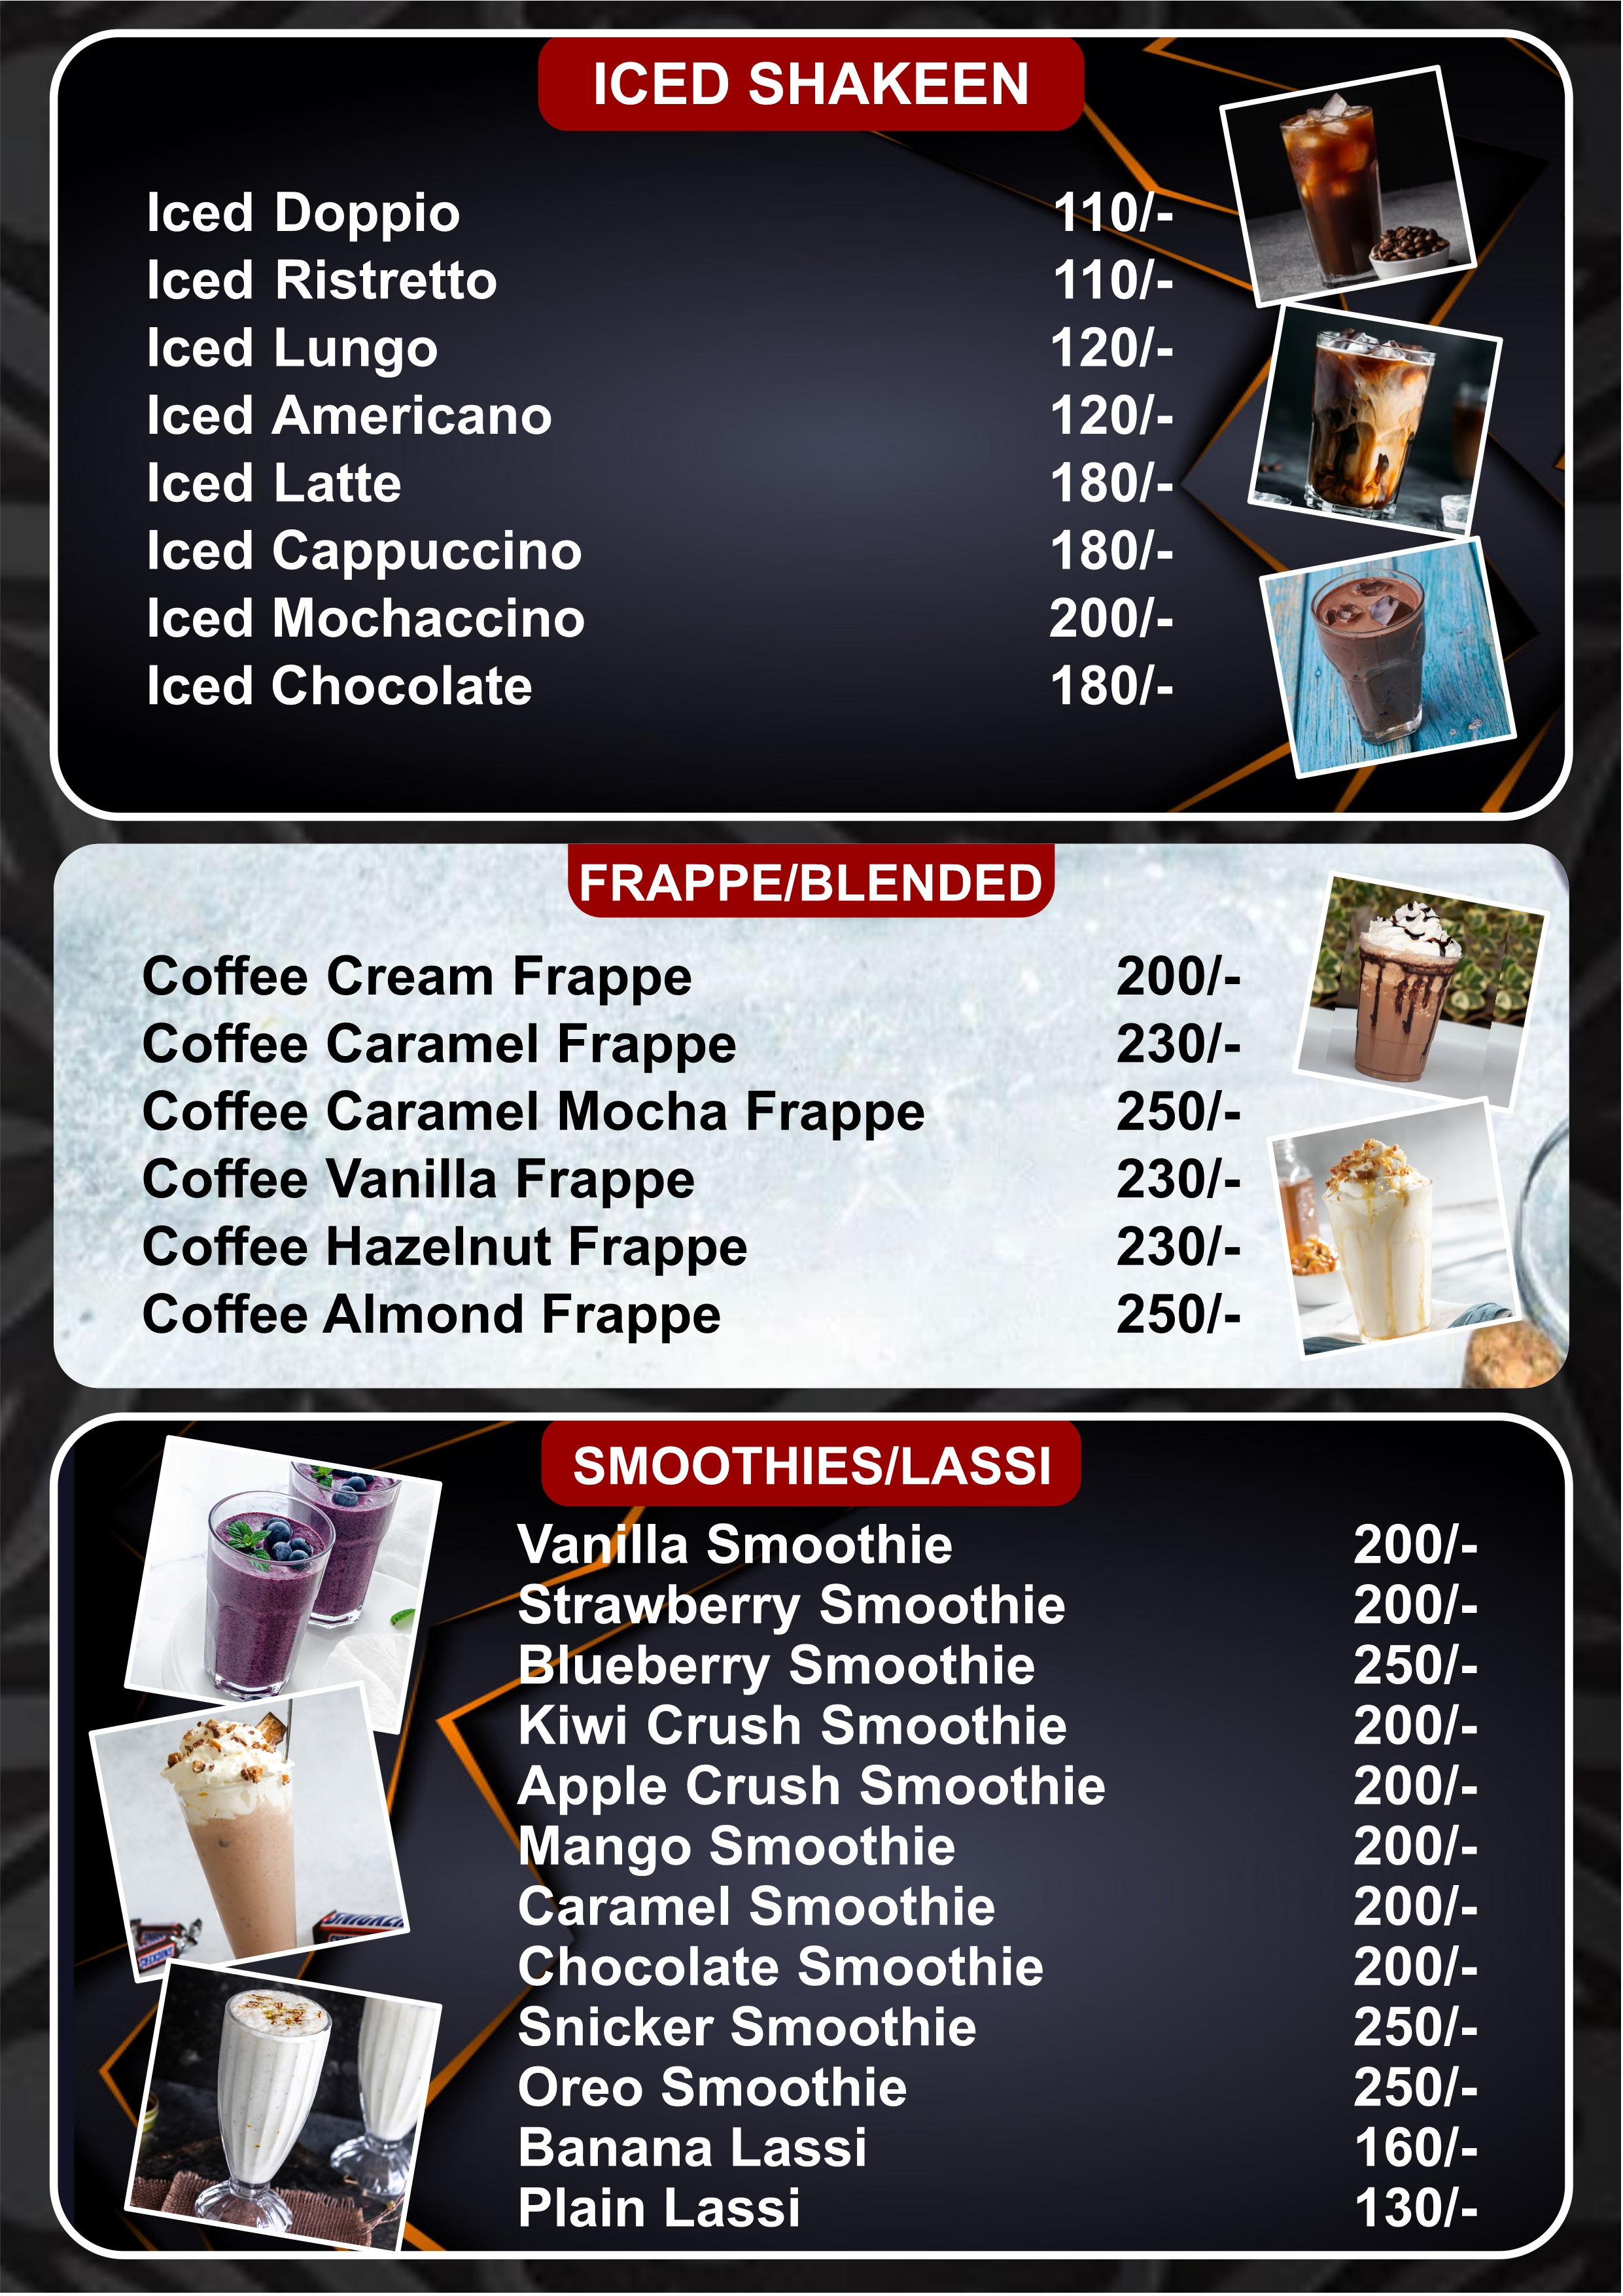 ICED SHAKEEN
Iced Doppio 110/-
Iced Ristretto 110/-
Iced Lungo 120/-
Iced Americano 120/-
Iced Latte 180/-
Iced Cappuccino 180/-
Iced Mochaccino 200/-
Iced Chocolate 180/-
FRAPPE/BLENDED
Coffee Cream Frappe 200/-
Coffee Caramel Frappe 230/-
Coffee Caramel Mocha Frappe 250/-
Coffee Vanilla Frappe 230/-
Coffee Hazelnut Frappe 230/-
Coffee Almond Frappe 250/-
SMOOTHIES/LASSI
Vanilla Smoothie 200/-
Strawberry Smoothie 200/-
Blueberry Smoothie 250/-
Kiwi Crush Smoothie 200/-
Apple Crush Smoothie 200/-
Mango Smoothie 200/-
Caramel Smoothie 200/-
Chocolate Smoothie 200/-
Snicker Smoothie 250/-
Oreo Smoothie 250/-
Banana Lassi 160/-
Plain Lassi 130/-